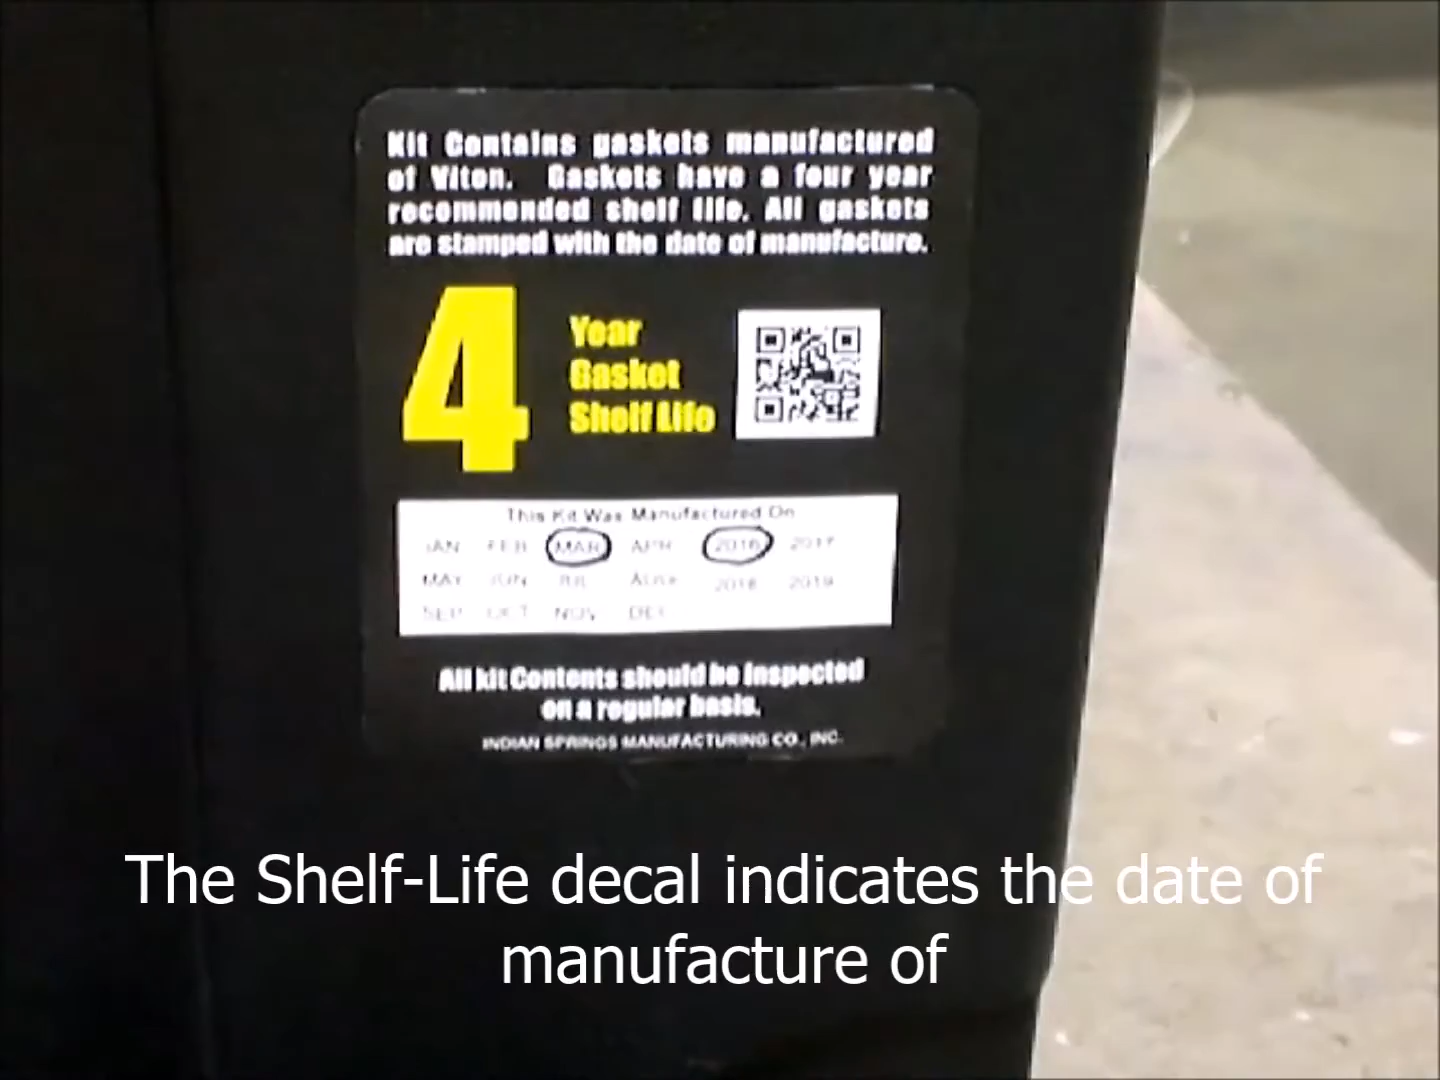 Kit Contains gaskets manufactured
of Viton. Gaskets have a four year
recommended shelf life. All gaskets
are stamped with the date of manufacture.
4
Year
Gasket
Shelf Life
This Kit Was Manufactured On
JAN FEB MAR APR 2016 2017
MAY JUN JUL AUG 2018 2019
SEP OCT NOV DEC
All kit Contents should be inspected
on a regular basis.
INDIAN SPRINGS MANUFACTURING CO., INC.
The Shelf-Life decal indicates the date of
manufacture of